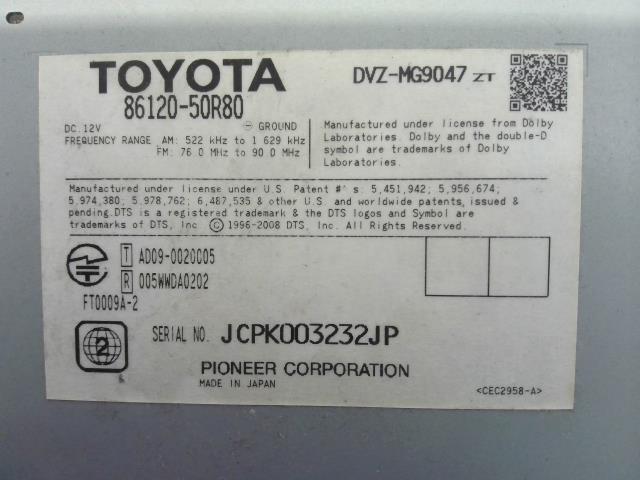 TOYOTA
DVZ-MG9047 ZT
86120-50R80
DC.12V ⏤ GROUND
FREQUENCY RANGE AM: 522 kHz to 1 629 kHz
FM: 76.0 MHz to 90.0 MHz
Manufactured under license from Dolby
Laboratories. Dolby and the double-D
symbol are trademarks of Dolby
Laboratories.
Manufactured under license under U.S. Patent #'s: 5,451,942; 5,956,674;
5,974,380; 5,978,762; 6,487,535 & other U.S. and worldwide patents, issued &
pending. DTS is a registered trademark & the DTS logos and Symbol are
trademarks of DTS, Inc. © 1996-2008 DTS, Inc. All Rights Reserved.
T AD09-0020005
R 005WWDA0202
FT0009A-2
2
SERIAL NO. JCPK003232JP
PIONEER CORPORATION
MADE IN JAPAN
<CEC2958-A>